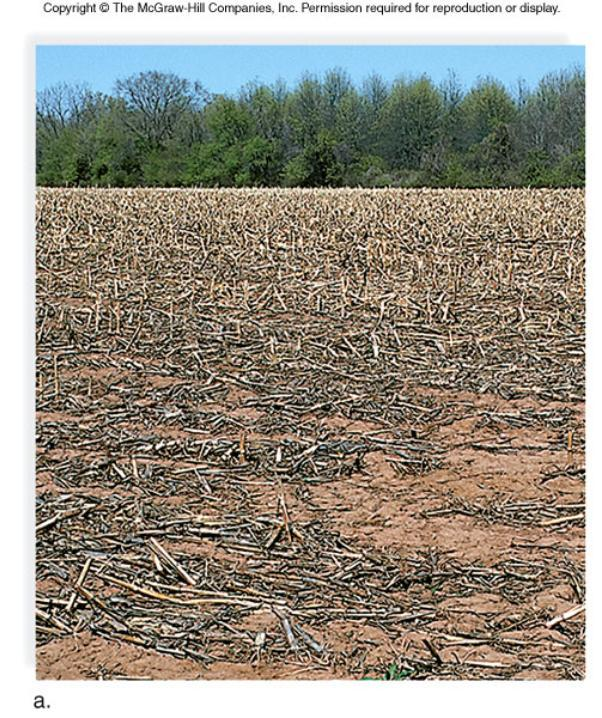 Copyright © The McGraw-Hill Companies, Inc. Permission required for reproduction or display.
a.